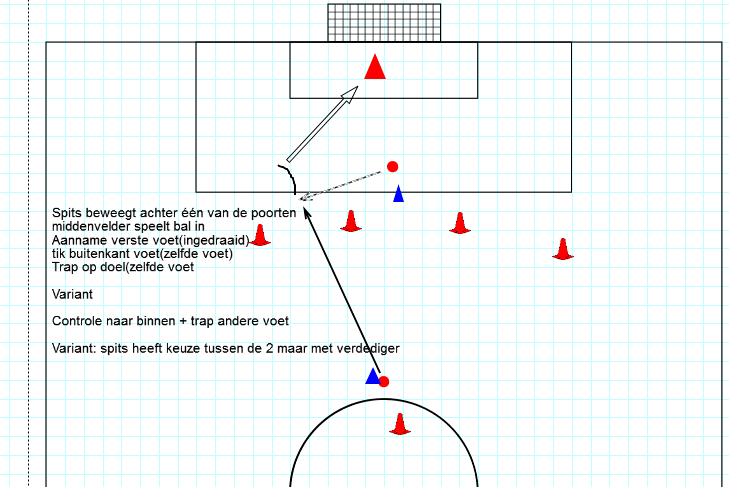 Spits beweegt achter één van de poorten
middenvelder speelt bal in
Aanname verste voet(ingedraaid)
tik buitenkant voet(zelfde voet)
Trap op doel(zelfde voet
Variant
Controle naar binnen + trap andere voet
Variant: spits heeft keuze tussen de 2 maar met verdediger